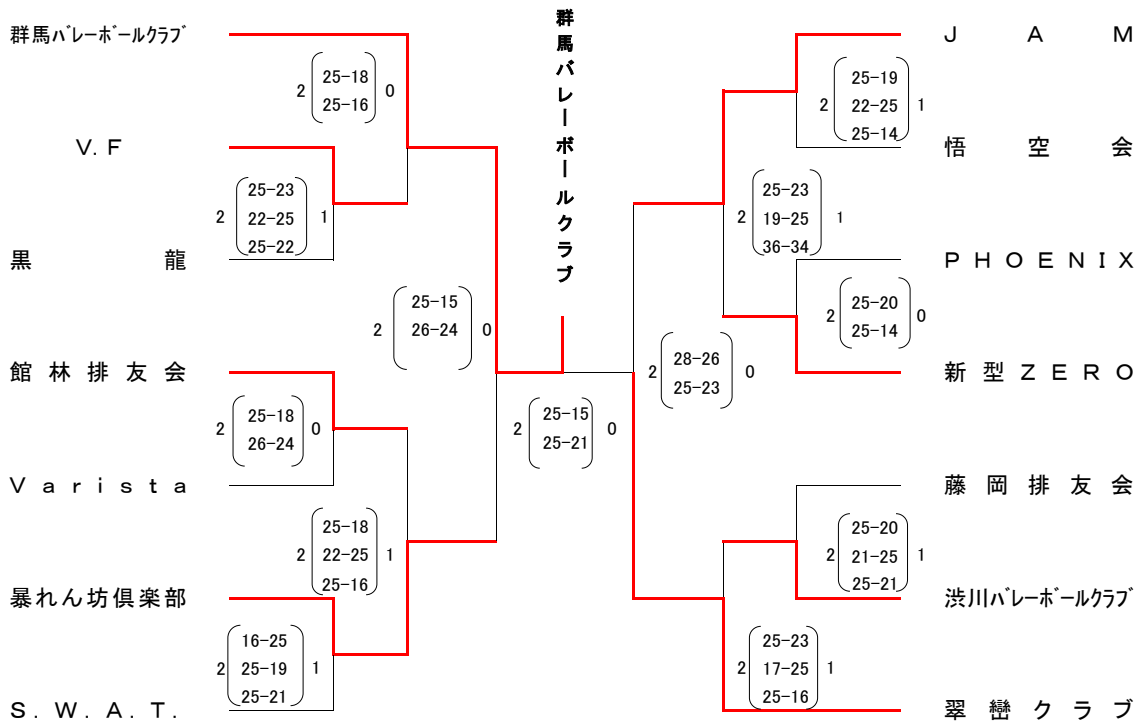 群馬バレーボールクラブ
2 25-18 0
25-16
V.F
2 25-23 1
22-25
25-22
黒龍
2 25-15 0
26-24
館林排友会
2 25-18 0
26-24
Varista
2 25-18 1
22-25
25-16
暴れん坊倶楽部
2 16-25 1
25-19
25-21
S.W.A.T.
群馬バレーボールクラブ
2 25-15 0
25-21
JAM
2 25-19 1
22-25
25-14
悟空会
2 25-23 1
19-25
36-34
PHOENIX
2 25-20 0
25-14
新型ZERO
2 28-26 0
25-23
藤岡排友会
2 25-20 1
21-25
25-21
渋川バレーボールクラブ
2 25-23 1
17-25
25-16
翠巒クラブ